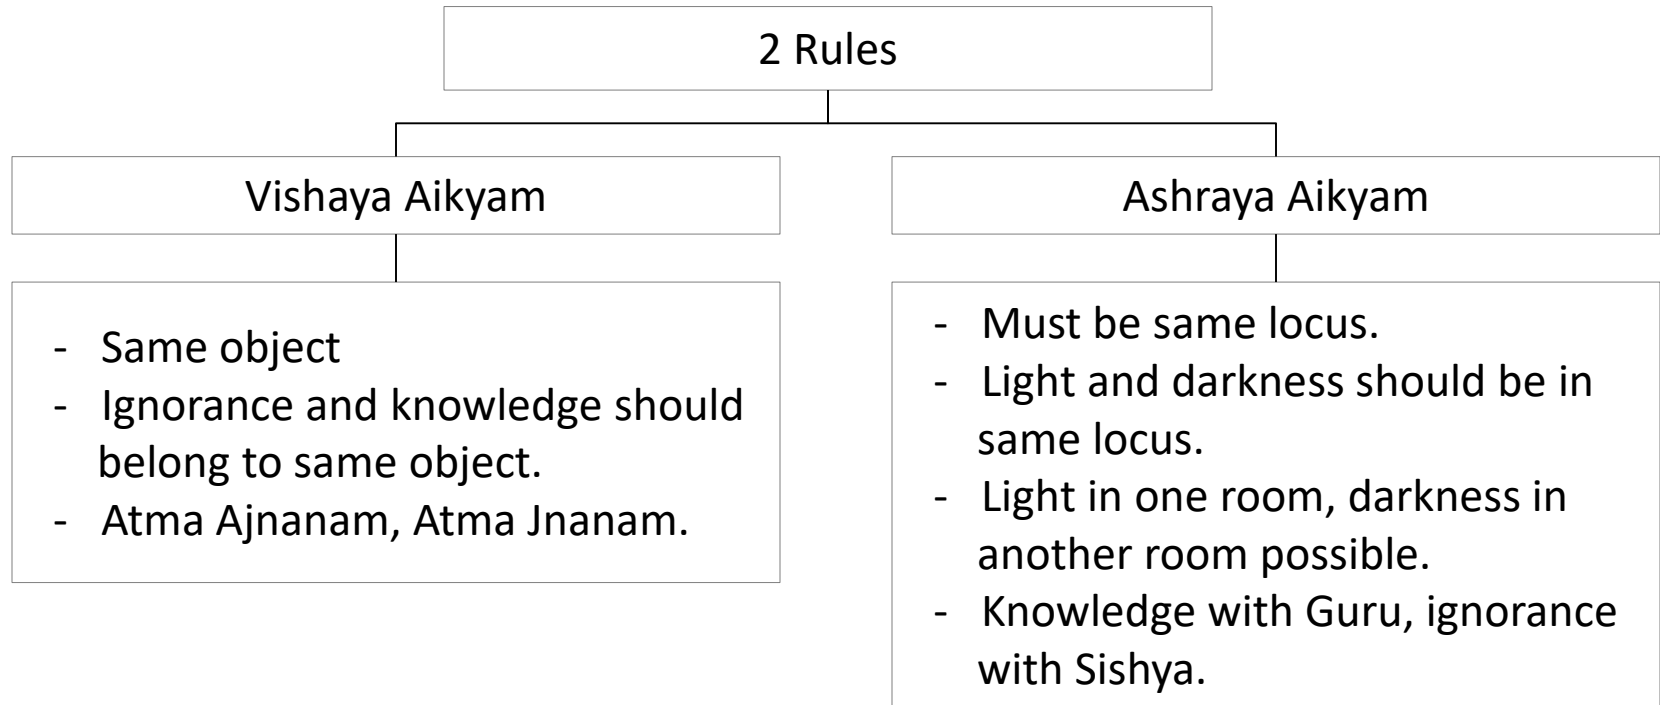 2 Rules
Vishaya Aikyam
Ashraya Aikyam
- Same object
- Ignorance and knowledge should
belong to same object.
- Atma Ajnanam, Atma Jnanam.
- Must be same locus.
- Light and darkness should be in
same locus.
- Light in one room, darkness in
another room possible.
- Knowledge with Guru, ignorance
with Sishya.